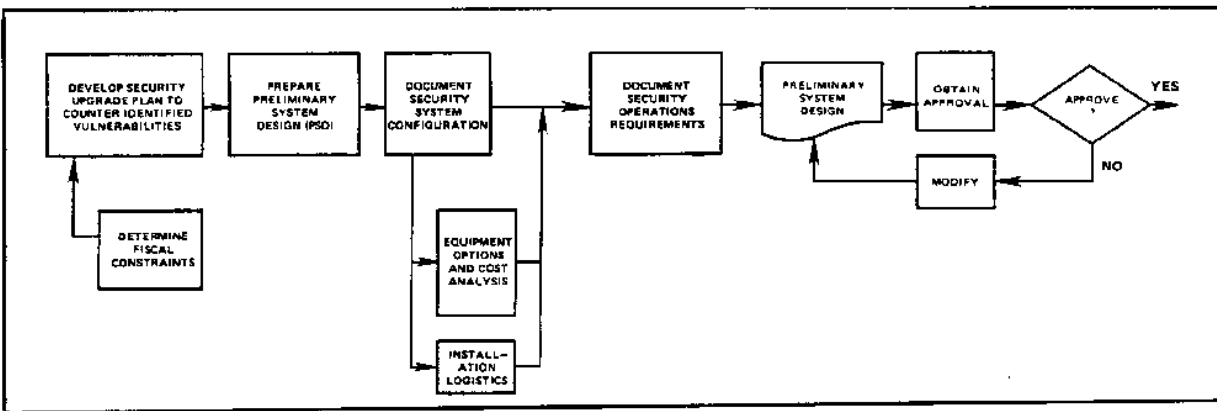 DEVELOP SECURITY
UPGRADE PLAN TO
COUNTER IDENTIFIED
VULNERABILITIES
PREPARE
PRELIMINARY
SYSTEM
DESIGN (PSD)
DOCUMENT
SECURITY
SYSTEM
CONFIGURATION
DOCUMENT
SECURITY
OPERATIONS
REQUIREMENTS
PRELIMINARY
SYSTEM
DESIGN
OBTAIN
APPROVAL
APPROVE
?
YES
NO
MODIFY
DETERMINE
FISCAL
CONSTRAINTS
EQUIPMENT
OPTIONS
AND COST
ANALYSIS
INSTALL–
ATION
LOGISTICS